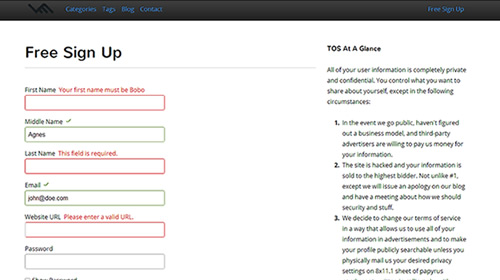 Categories Tags Blog Contact
Free Sign Up
Free Sign Up
First Name Your first name must be Bobo
Middle Name
Agnes
Last Name This field is required.
Email
john@doe.com
Website URL Please enter a valid URL.
Password
Show Password
TOS At A Glance
All of your user information is completely private
and confidential. You control what you want to
share about yourself, except in the following
circumstances:
1. In the event we go public, haven't figured
out a business model, and third-party
advertisers are willing to pay us money for
your information.
2. The site is hacked and your information is
sold to the highest bidder. Not unlike #1,
except we will issue an apology on our blog
and have a meeting about how we should
security and stuff.
3. We decide to change our terms of service
in a way that allows us to use all of your
information in advertisements and to make
your profile publicly searchable unless you
physically mail us your desired privacy
settings on 8x11.1 sheet of papyrus